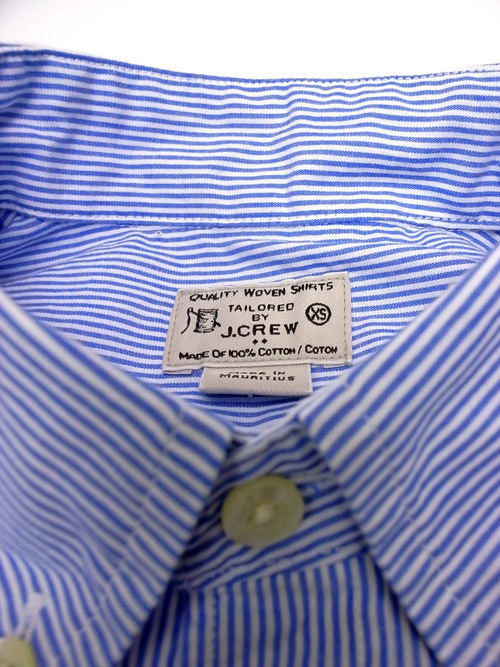 QUALITY WOVEN SHIRTS
TAILORED
BY
J.CREW
XS
MADE OF 100% COTTON / COTON
MADE IN
MAURITIUS